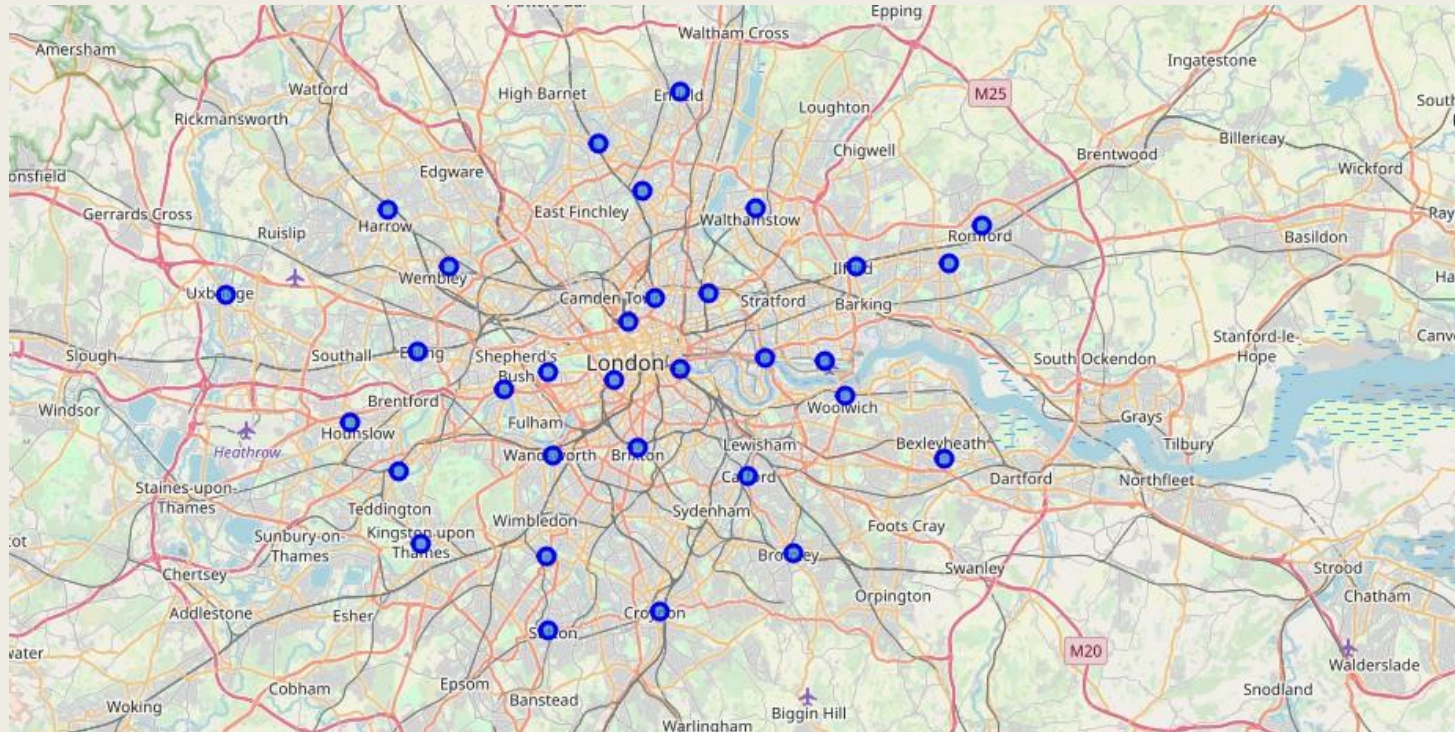 Epping
Waltham Cross
Amersham
Ingatestone
Watford
High Barnet
Enfield
M25
Loughton
Rickmansworth
Billericay
Chigwell
Brentwood
Edgware
Wickford
Gerrards Cross
East Finchley
Walthamstow
Harrow
Ruislip
Romford
Basildon
Wembley
Ilford
Uxbridge
Camden Town
Stratford
Barking
Slough
Southall
Ealing
Shepherd's
Bush
London
South Ockendon
Stanford-le-
Hope
Windsor
Brentford
Fulham
Woolwich
Grays
Heathrow
Hounslow
Wandsworth
Brixton
Lewisham
Bexleyheath
Tilbury
Staines-upon-
Thames
Catford
Dartford
Northfleet
Teddington
Wimbledon
Sydenham
Foots Cray
Sunbury-on-
Thames
Kingston upon
Thames
Bromley
Chertsey
Swanley
Strood
Addlestone
Esher
Croydon
Orpington
Chatham
Sutton
M20
Walderslade
Cobham
Epsom
Banstead
Snodland
Woking
Biggin Hill
Warlingham